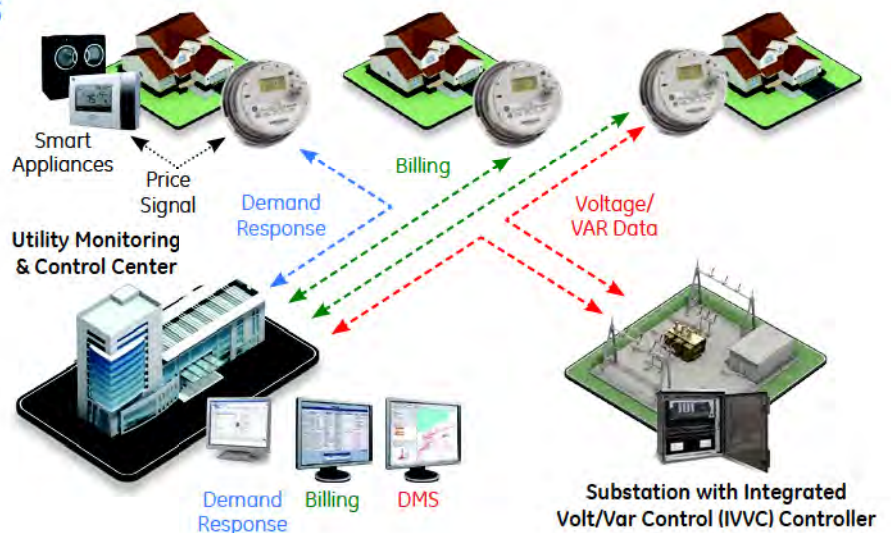 Smart
Appliances
Price
Signal
Demand
Response
Billing
Voltage/
VAR Data
Utility Monitoring
& Control Center
Demand
Response
Billing
DMS
Substation with Integrated
Volt/Var Control (IVVC) Controller